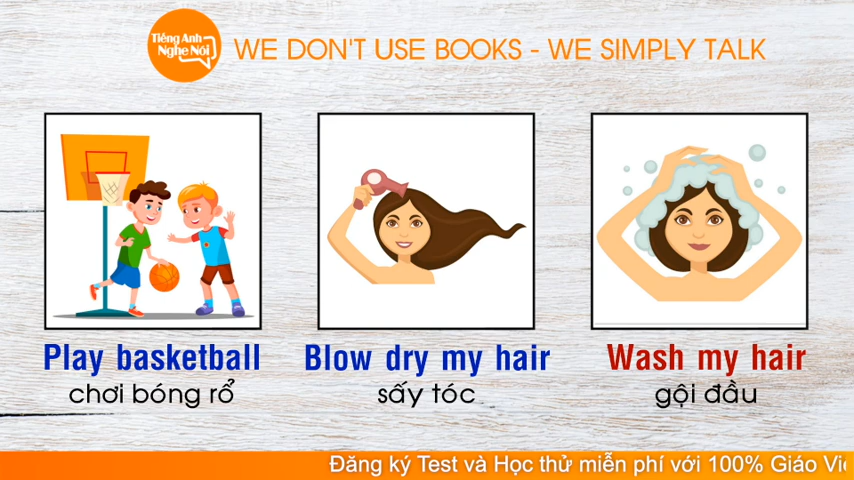 Tiếng Anh
Nghe Nói
WE DON'T USE BOOKS - WE SIMPLY TALK
Play basketball
chơi bóng rổ
Blow dry my hair
sấy tóc
Wash my hair
gội đầu
Đăng ký Test và Học thử miễn phí với 100% Giáo